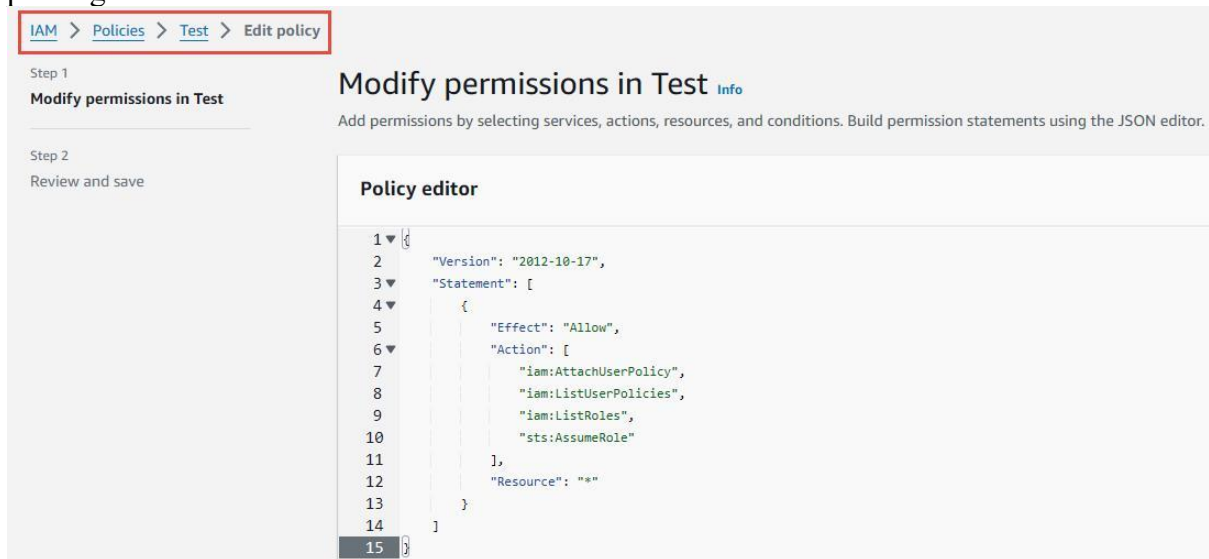 IAM > Policies > Test > Edit policy
Step 1
Modify permissions in Test
Step 2
Review and save
Modify permissions in Test Info
Add permissions by selecting services, actions, resources, and conditions. Build permission statements using the JSON editor.
Policy editor
1 {
2 "Version": "2012-10-17",
3 "Statement": [
4 {
5 "Effect": "Allow",
6 "Action": [
7 "iam:AttachUserPolicy",
8 "iam:ListUserPolicies",
9 "iam:ListRoles",
10 "sts:AssumeRole"
11 ],
12 "Resource": "*"
13 }
14 ]
15 }